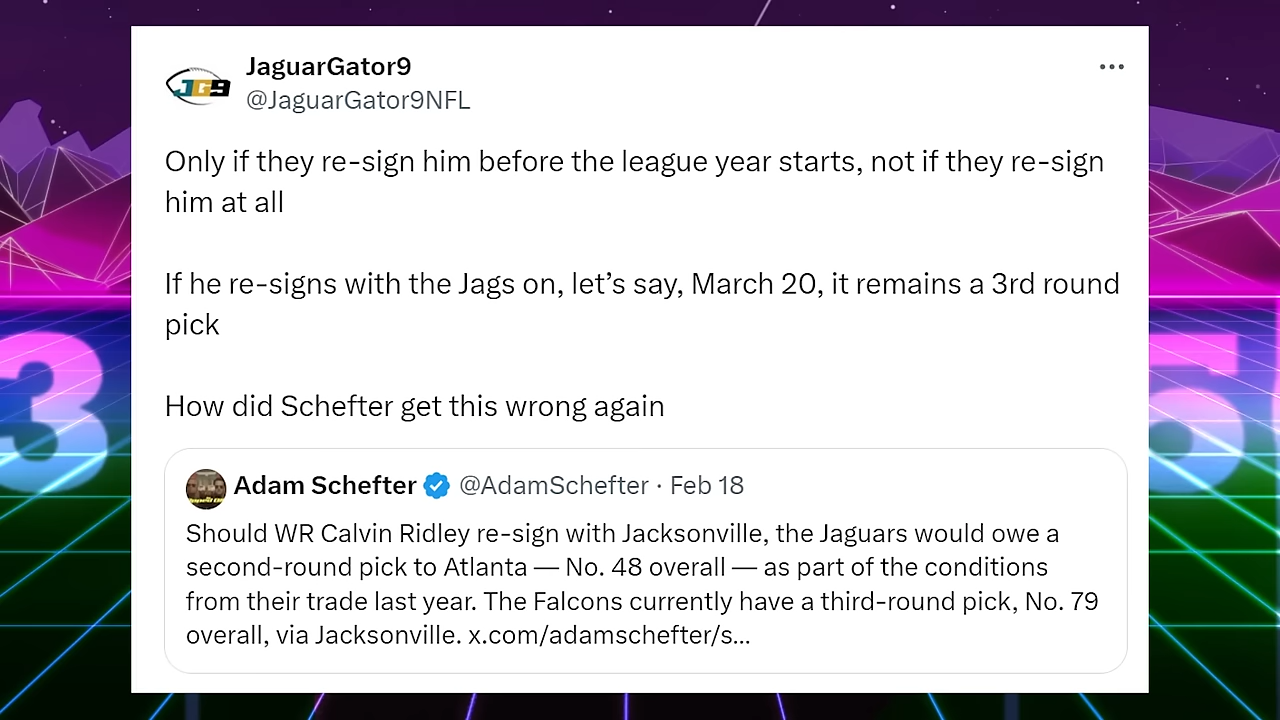 JaguarGator9
@JaguarGator9NFL
JG9
Only if they re-sign him before the league year starts, not if they re-sign
him at all
If he re-signs with the Jags on, let’s say, March 20, it remains a 3rd round
pick
How did Schefter get this wrong again
Adam Schefter @AdamSchefter · Feb 18
Should WR Calvin Ridley re-sign with Jacksonville, the Jaguars would owe a
second-round pick to Atlanta — No. 48 overall — as part of the conditions
from their trade last year. The Falcons currently have a third-round pick, No. 79
overall, via Jacksonville. x.com/adamschefter/s...
3
5